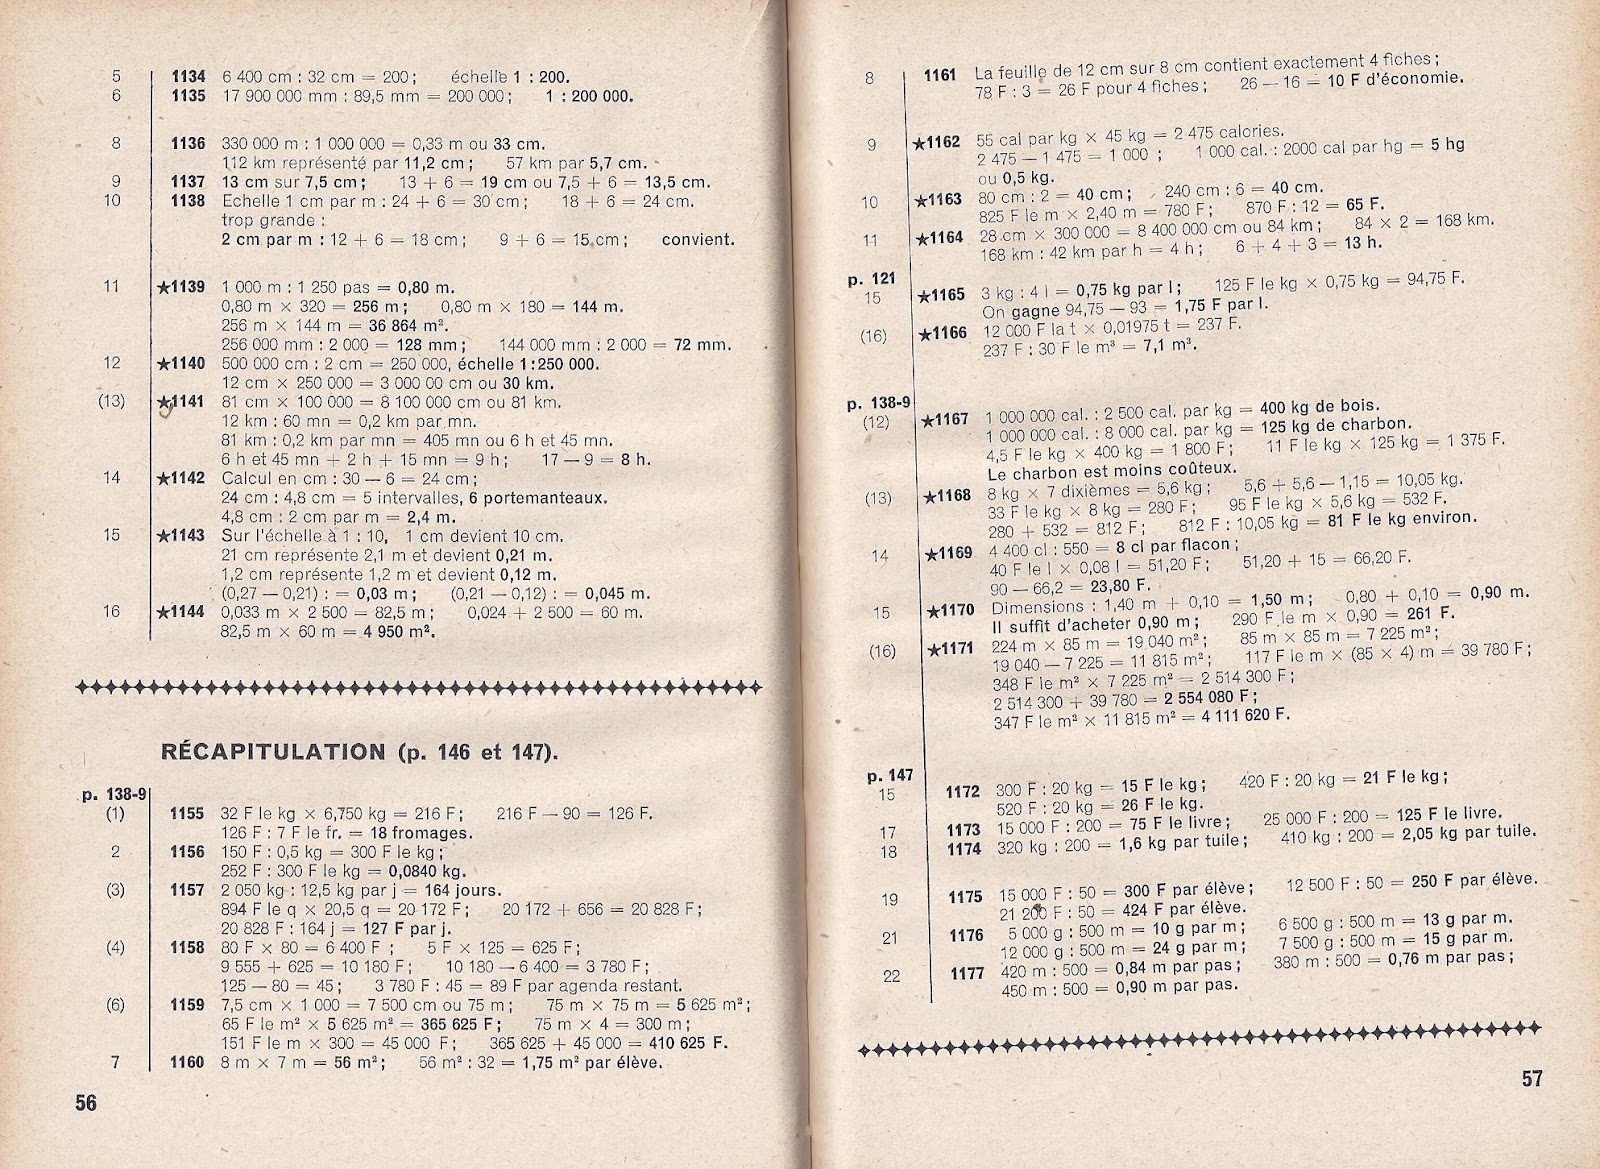 5 1134 6 400 cm : 32 cm = 200 ; échelle 1 : 200.
6 1135 17 900 000 mm : 89,5 mm = 200 000 ; 1 : 200 000.
8 1136 330 000 m : 1 000 000 = 0,33 m ou 33 cm.
112 km représenté par 11,2 cm ; 57 km par 5,7 cm.
9 1137 13 cm sur 7,5 cm ; 13 + 6 = 19 cm ou 7,5 + 6 = 13,5 cm.
10 1138 Echelle 1 cm par m : 24 + 6 = 30 cm ; 18 + 6 = 24 cm.
trop grande :
2 cm par m : 12 + 6 = 18 cm ; 9 + 6 = 15 cm ; convient.
11 ★1139 1 000 m : 1 250 pas = 0,80 m.
0,80 m × 320 = 256 m ; 0,80 m × 180 = 144 m.
256 m × 144 m = 36 864 m².
256 000 mm : 2 000 = 128 mm ; 144 000 mm : 2 000 = 72 mm.
12 ★1140 500 000 cm : 2 cm = 250 000, échelle 1 : 250 000.
12 cm × 250 000 = 3 000 00 cm ou 30 km.
(13) ★1141 81 cm × 100 000 = 8 100 000 cm ou 81 km.
12 km : 60 mn = 0,2 km par mn.
81 km : 0,2 km par mn = 405 mn ou 6 h et 45 mn.
6 h et 45 mn + 2 h + 15 mn = 9 h ; 17 — 9 = 8 h.
14 ★1142 Calcul en cm : 30 — 6 = 24 cm ;
24 cm : 4,8 cm = 5 intervalles, 6 portemanteaux.
4,8 cm : 2 cm par m = 2,4 m.
15 ★1143 Sur l'échelle à 1 : 10, 1 cm devient 10 cm.
21 cm représente 2,1 m et devient 0,21 m.
1,2 cm représente 1,2 m et devient 0,12 m.
(0,27 — 0,21) : = 0,03 m ; (0,21 — 0,12) : = 0,045 m.
16 ★1144 0,033 m × 2 500 = 82,5 m ; 0,024 + 2 500 = 60 m.
82,5 m × 60 m = 4 950 m².
RÉCAPITULATION (p. 146 et 147).
p. 138-9
(1) 1155 32 F le kg × 6,750 kg = 216 F ; 216 F — 90 = 126 F.
126 F : 7 F le fr. = 18 fromages.
2 1156 150 F : 0,5 kg = 300 F le kg ;
252 F : 300 F le kg = 0,0840 kg.
(3) 1157 2 050 kg : 12,5 kg par j = 164 jours.
894 F le q × 20,5 q = 20 172 F ; 20 172 + 656 = 20 828 F ;
20 828 F : 164 j = 127 F par j.
(4) 1158 80 F × 80 = 6 400 F ; 5 F × 125 = 625 F ;
9 555 + 625 = 10 180 F ; 10 180 — 6 400 = 3 780 F ;
125 — 80 = 45 ; 3 780 F : 45 = 89 F par agenda restant.
(6) 1159 7,5 cm × 1 000 = 7 500 cm ou 75 m ; 75 m × 75 m = 5 625 m² ;
65 F le m² × 5 625 m² = 365 625 F ; 75 m × 4 = 300 m ;
151 F le m × 300 = 45 000 F ; 365 625 + 45 000 = 410 625 F.
7 1160 8 m × 7 m = 56 m² ; 56 m² : 32 = 1,75 m² par élève.
56
8 1161 La feuille de 12 cm sur 8 cm contient exactement 4 fiches ;
78 F : 3 = 26 F pour 4 fiches ; 26 — 16 = 10 F d'économie.
9 ★1162 55 cal par kg × 45 kg = 2 475 calories.
2 475 — 1 475 = 1 000 ; 1 000 cal. : 2000 cal par hg = 5 hg
ou 0,5 kg.
10 ★1163 80 cm : 2 = 40 cm ; 240 cm : 6 = 40 cm.
825 F le m × 2,40 m = 780 F ; 870 F : 12 = 65 F.
11 ★1164 28 cm × 300 000 = 8 400 000 cm ou 84 km ; 84 × 2 = 168 km.
168 km : 42 km par h = 4 h ; 6 + 4 + 3 = 13 h.
p. 121
15 ★1165 3 kg : 4 l = 0,75 kg par l ; 125 F le kg × 0,75 kg = 94,75 F.
On gagne 94,75 — 93 = 1,75 F par l.
(16) ★1166 12 000 F la t × 0,01975 t = 237 F.
237 F : 30 F le m³ = 7,1 m³.
p. 138-9
(12) ★1167 1 000 000 cal. : 2 500 cal. par kg = 400 kg de bois.
1 000 000 cal. : 8 000 cal. par kg = 125 kg de charbon.
4,5 F le kg × 400 kg = 1 800 F ; 11 F le kg × 125 kg = 1 375 F.
Le charbon est moins coûteux.
(13) ★1168 8 kg × 7 dixièmes = 5,6 kg ; 5,6 + 5,6 — 1,15 = 10,05 kg.
33 F le kg × 8 kg = 280 F ; 95 F le kg × 5,6 kg = 532 F.
280 + 532 = 812 F ; 812 F : 10,05 kg = 81 F le kg environ.
14 ★1169 4 400 cl : 550 = 8 cl par flacon ;
40 F le l × 0,08 l = 51,20 F ; 51,20 + 15 = 66,20 F.
90 — 66,2 = 23,80 F.
15 ★1170 Dimensions : 1,40 m + 0,10 = 1,50 m ; 0,80 + 0,10 = 0,90 m.
Il suffit d'acheter 0,90 m ; 290 F le m × 0,90 = 261 F.
(16) ★1171 224 m × 85 m = 19 040 m² ; 85 m × 85 m = 7 225 m² ;
19 040 — 7 225 = 11 815 m² ; 117 F le m × (85 × 4) m = 39 780 F ;
348 F le m² × 7 225 m² = 2 514 300 F ;
2 514 300 + 39 780 = 2 554 080 F ;
347 F le m² × 11 815 m² = 4 111 620 F.
p. 147
15 1172 300 F : 20 kg = 15 F le kg ; 420 F : 20 kg = 21 F le kg ;
520 F : 20 kg = 26 F le kg.
17 1173 15 000 F : 200 = 75 F le livre ; 25 000 F : 200 = 125 F le livre.
18 1174 320 kg : 200 = 1,6 kg par tuile ; 410 kg : 200 = 2,05 kg par tuile.
19 1175 15 000 F : 50 = 300 F par élève ; 12 500 F : 50 = 250 F par élève.
21 200 F : 50 = 424 F par élève.
21 1176 5 000 g : 500 m = 10 g par m ; 6 500 g : 500 m = 13 g par m.
12 000 g : 500 m = 24 g par m ; 7 500 g : 500 m = 15 g par m.
22 1177 420 m : 500 = 0,84 m par pas ; 380 m : 500 = 0,76 m par pas ;
450 m : 500 = 0,90 m par pas.
57